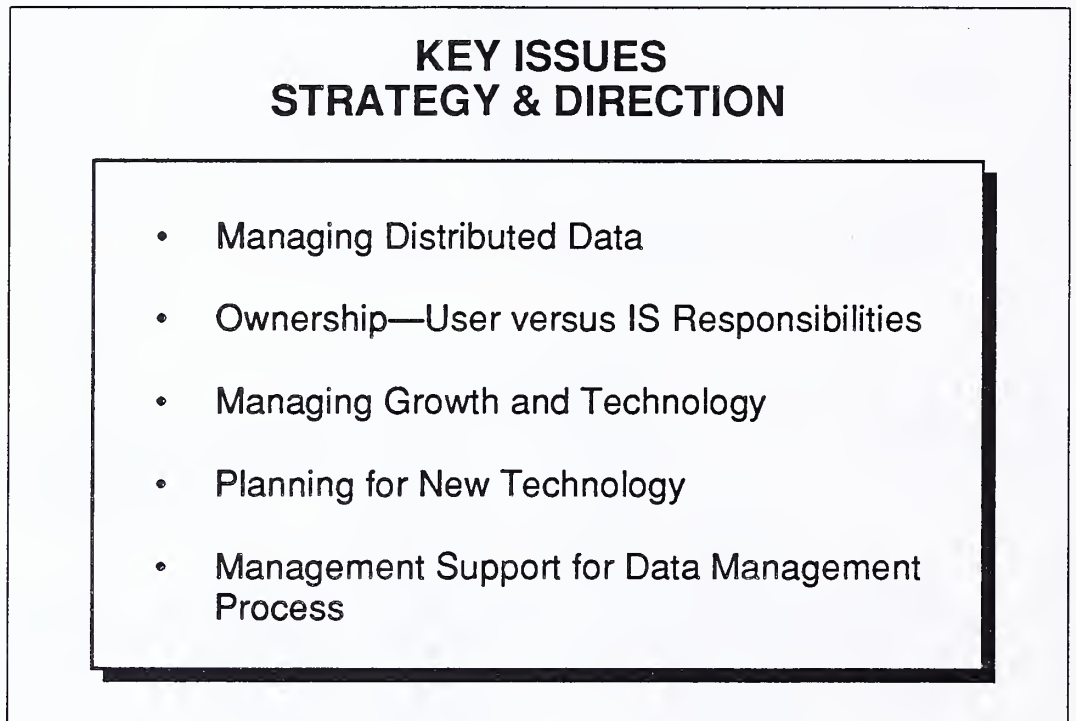 KEY ISSUES
STRATEGY & DIRECTION
• Managing Distributed Data
• Ownership—User versus IS Responsibilities
• Managing Growth and Technology
• Planning for New Technology
• Management Support for Data Management
Process